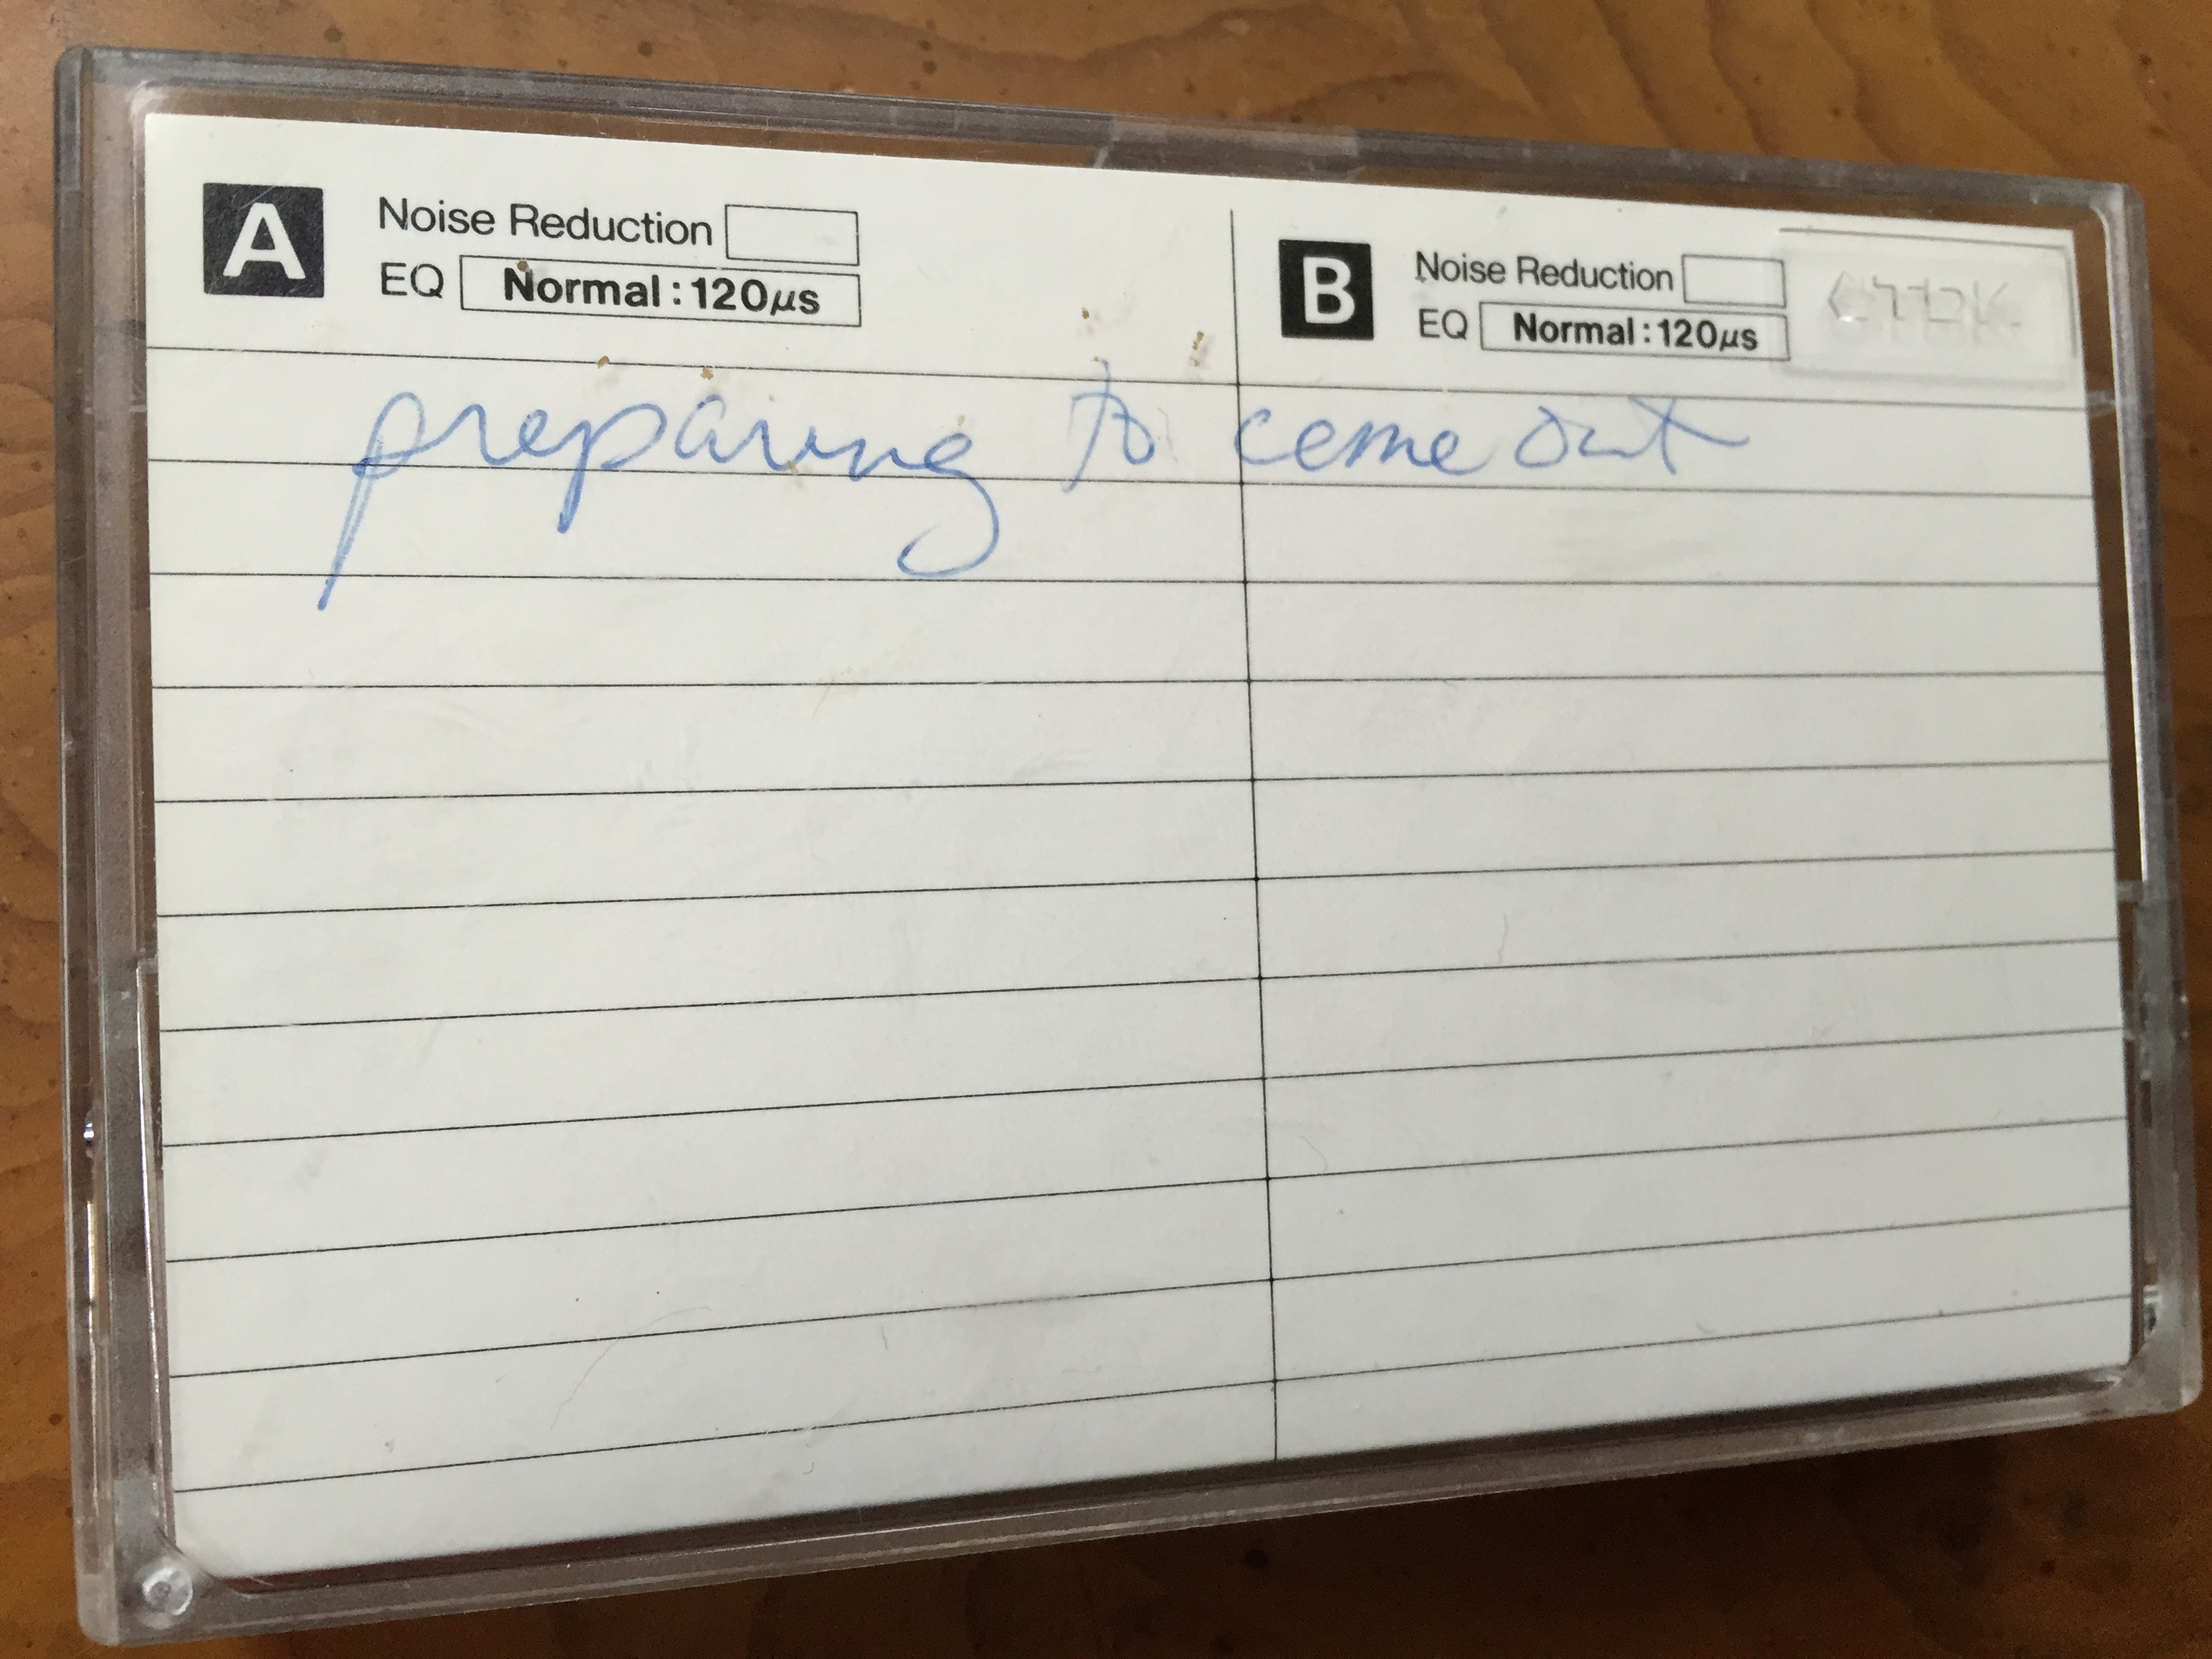 A Noise Reduction
EQ Normal : 120µs
B Noise Reduction
EQ Normal : 120µs
preparing to come out